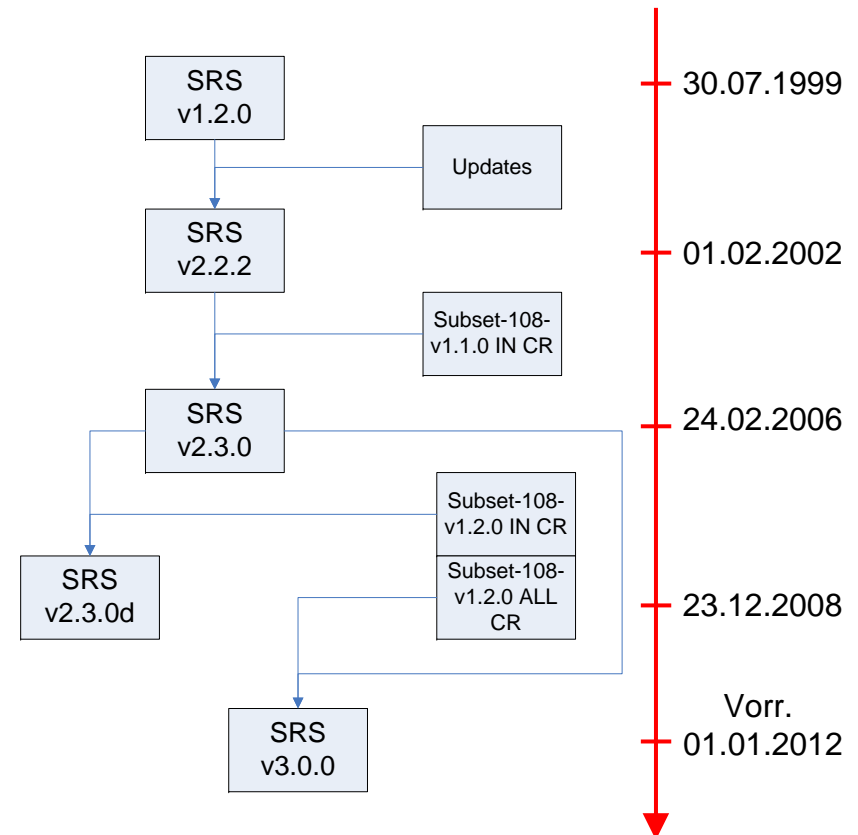 SRS
v1.2.0
30.07.1999
Updates
SRS
v2.2.2
01.02.2002
Subset-108-
v1.1.0 IN CR
SRS
v2.3.0
24.02.2006
Subset-108-
v1.2.0 IN CR
SRS
v2.3.0d
Subset-108-
v1.2.0 ALL
CR
23.12.2008
SRS
v3.0.0
Vorr.
01.01.2012